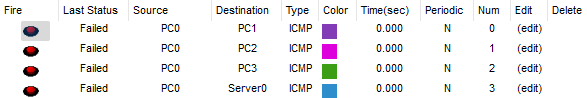 Fire Last Status Source Destination Type Color Time(sec) Periodic Num Edit Delete
Failed PC0 PC1 ICMP 0.000 N 0 (edit)
Failed PC0 PC2 ICMP 0.000 N 1 (edit)
Failed PC0 PC3 ICMP 0.000 N 2 (edit)
Failed PC0 Server0 ICMP 0.000 N 3 (edit)